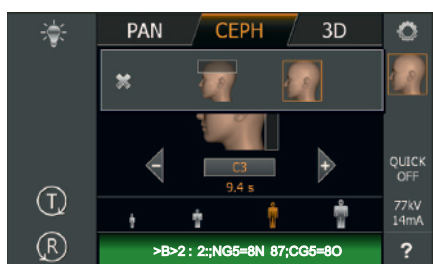 PAN CEPH 3D
C3
9.4 s
QUICK
OFF
77kV
14mA
T
R
>B>2 : 2:;NG5=8N 87;CG5=8O
?